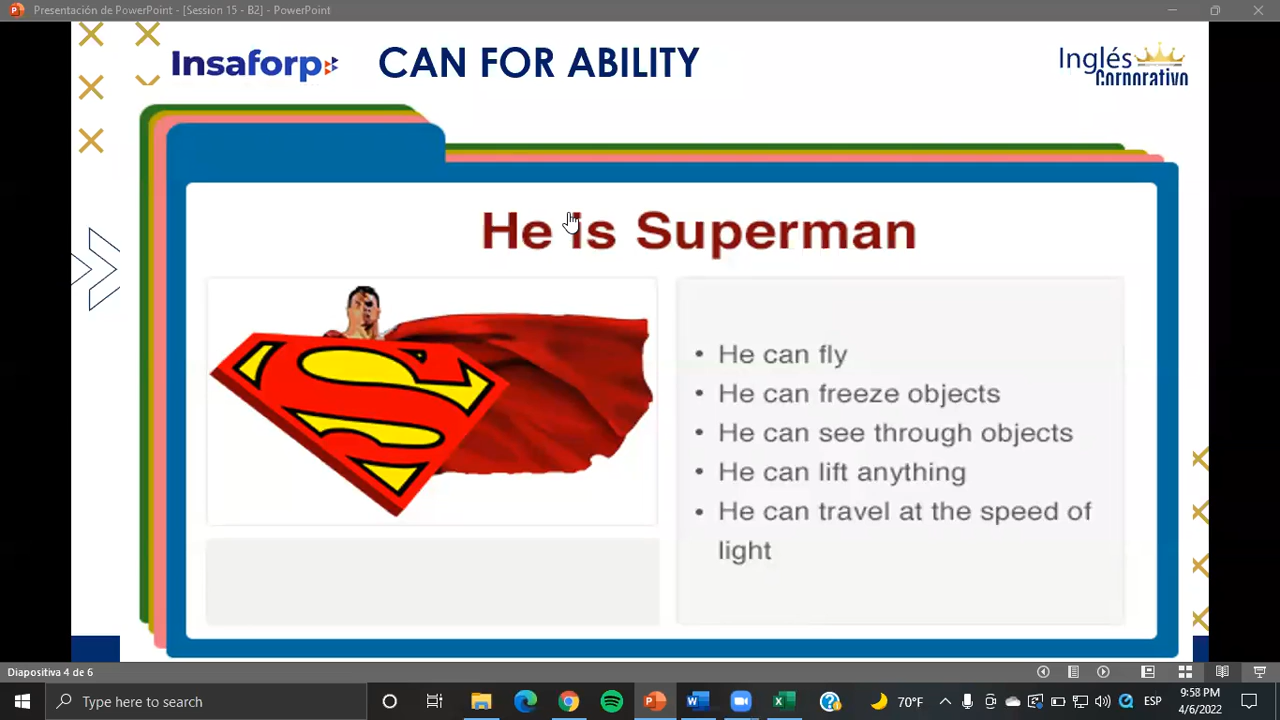 Presentación de PowerPoint - [Session 15 - B2] - PowerPoint
Insaforp
CAN FOR ABILITY
Inglés
Corporativo
He is Superman
• He can fly
• He can freeze objects
• He can see through objects
• He can lift anything
• He can travel at the speed of
light
Diapositiva 4 de 6
Type here to search
70°F
ESP
9:58 PM
4/6/2022